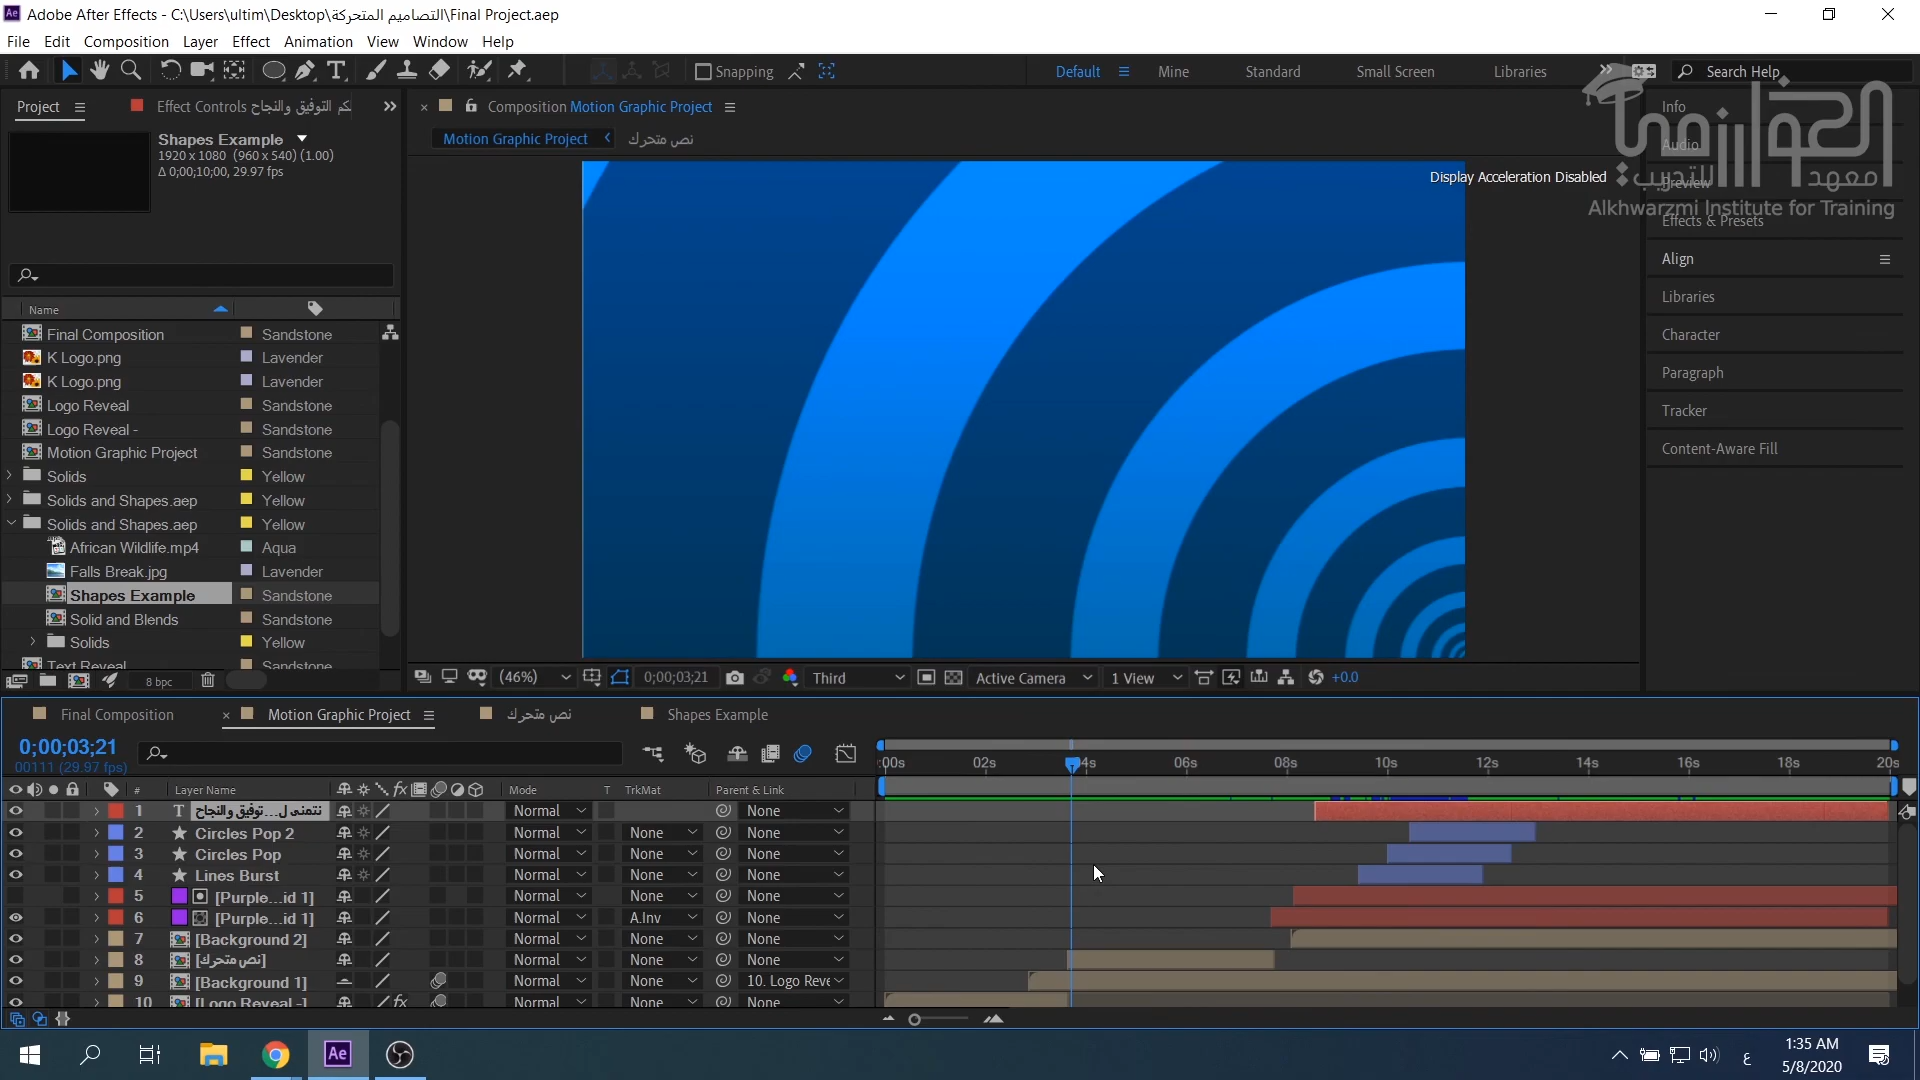 Adobe After Effects - C:\Users\ultim\Desktop\التصاميم المتحركة\Final Project.aep
File Edit Composition Layer Effect Animation View Window Help
Snapping
Default Mine Standard Small Screen Libraries Search Help
Project
Effect Controls كم التوفيق والنجاح
Composition Motion Graphic Project
Motion Graphic Project نص متحرك
Shapes Example
1920 x 1080 (960 x 540) (1.00)
Δ 0;00;10;00, 29.97 fps
Display Acceleration Disabled
الخوارزمي
معهد للتدريب
Alkhwarzmi Institute for Training
Info
Audio
Preview
Effects & Presets
Align
Libraries
Character
Paragraph
Tracker
Content-Aware Fill
Name
Final Composition Sandstone
K Logo.png Lavender
K Logo.png Lavender
Logo Reveal Sandstone
Logo Reveal - Sandstone
Motion Graphic Project Sandstone
Solids Yellow
Solids and Shapes.aep Yellow
Solids and Shapes.aep Yellow
African Wildlife.mp4 Aqua
Falls Break.jpg Lavender
Shapes Example Sandstone
Solid and Blends Sandstone
Solids Yellow
Text Reveal Sandstone
8 bpc
(46%) 0;00;03;21 Third Active Camera 1 View +0.0
Final Composition Motion Graphic Project نص متحرك Shapes Example
0;00;03;21
00111 (29.97 fps)
:00s 02s 04s 06s 08s 10s 12s 14s 16s 18s 20s
# Layer Name fx Mode T TrkMat Parent & Link
1 T نتمنى ل...توفيق والنجاح Normal None
2 Circles Pop 2 Normal None None
3 Circles Pop Normal None None
4 Lines Burst Normal None None
5 [Purple...id 1] Normal None None
6 [Purple...id 1] Normal A.Inv None
7 [Background 2] Normal None None
8 [نص متحرك] Normal None None
9 [Background 1] Normal None 10. Logo Reve
10 [Logo Reveal -] fx Normal None None
Ae
ع
1:35 AM
5/8/2020